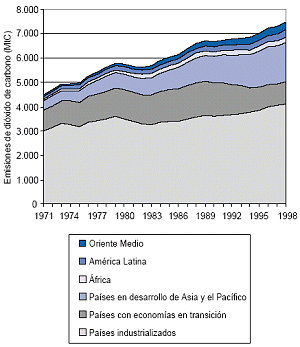 Emisiones de dióxido de carbono (MtC)
8.000
7.000
6.000
5.000
4.000
3.000
2.000
1.000
0.000
1971 1974 1977 1980 1983 1986 1989 1992 1995 1998
Oriente Medio
América Latina
África
Países en desarrollo de Asia y el Pacífico
Países con economías en transición
Países industrializados